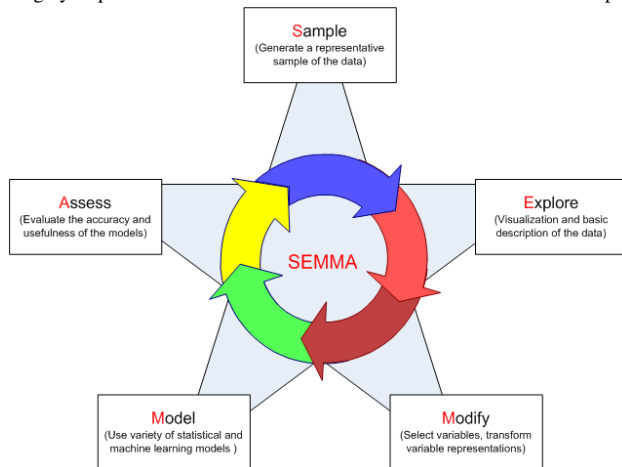 Sample
(Generate a representative
sample of the data)
Assess
(Evaluate the accuracy and
usefulness of the models)
Explore
(Visualization and basic
description of the data)
SEMMA
Model
(Use variety of statistical and
machine learning models )
Modify
(Select variables, transform
variable representations)